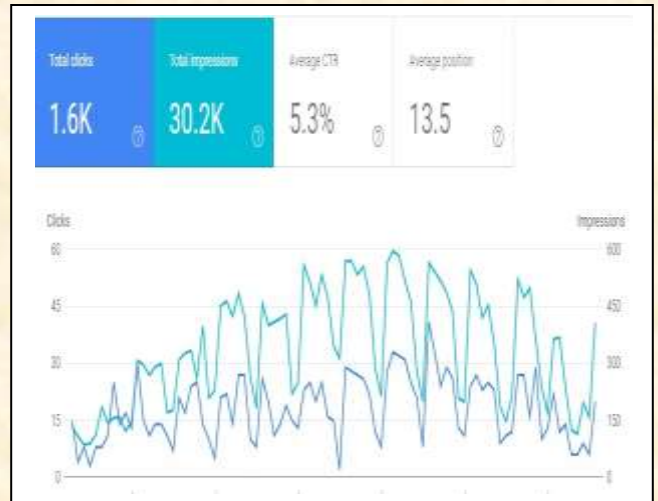 Total clicks Total impressions Average CTR Average position
1.6K 30.2K 5.3% 13.5
Clicks Impressions
60 600
45 450
30 300
15 150
0 0